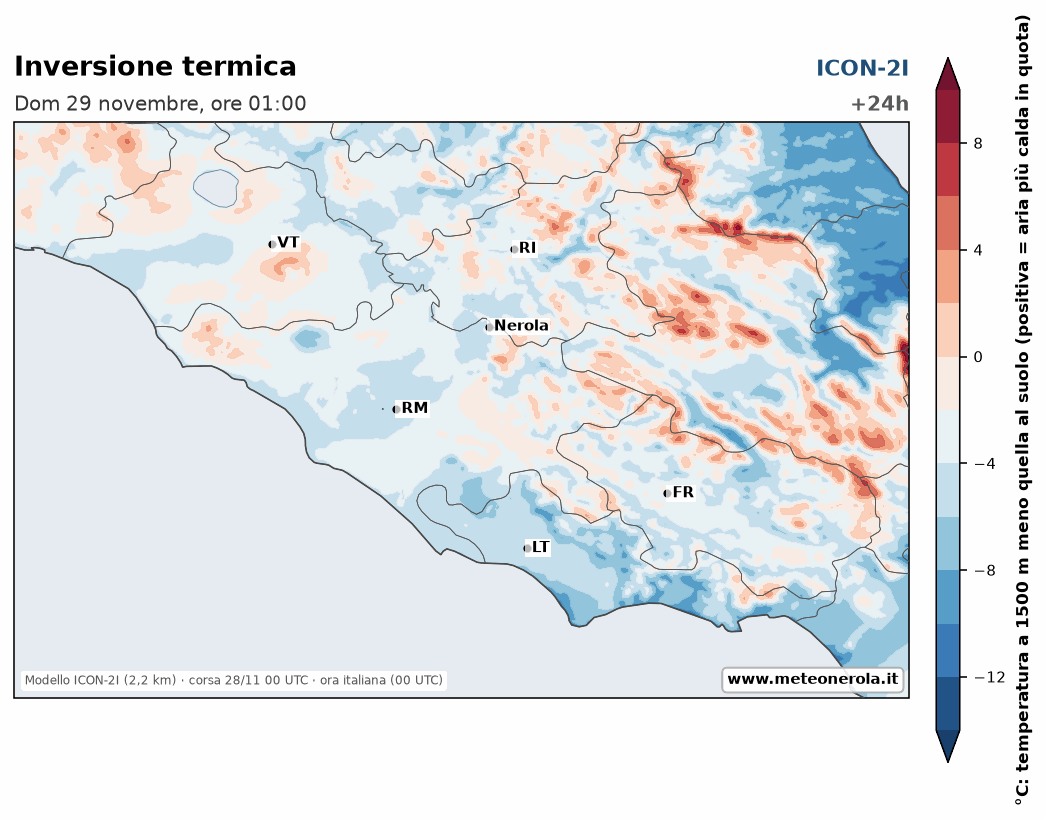 Inversione termica
ICON-2I
Dom 29 novembre, ore 01:00
+24h
VT
RI
Nerola
RM
FR
LT
Modello ICON-2I (2,2 km) · corsa 28/11 00 UTC · ora italiana (00 UTC)
www.meteonerola.it
8
4
0
−4
−8
−12
°C: temperatura a 1500 m meno quella al suolo (positiva = aria più calda in quota)